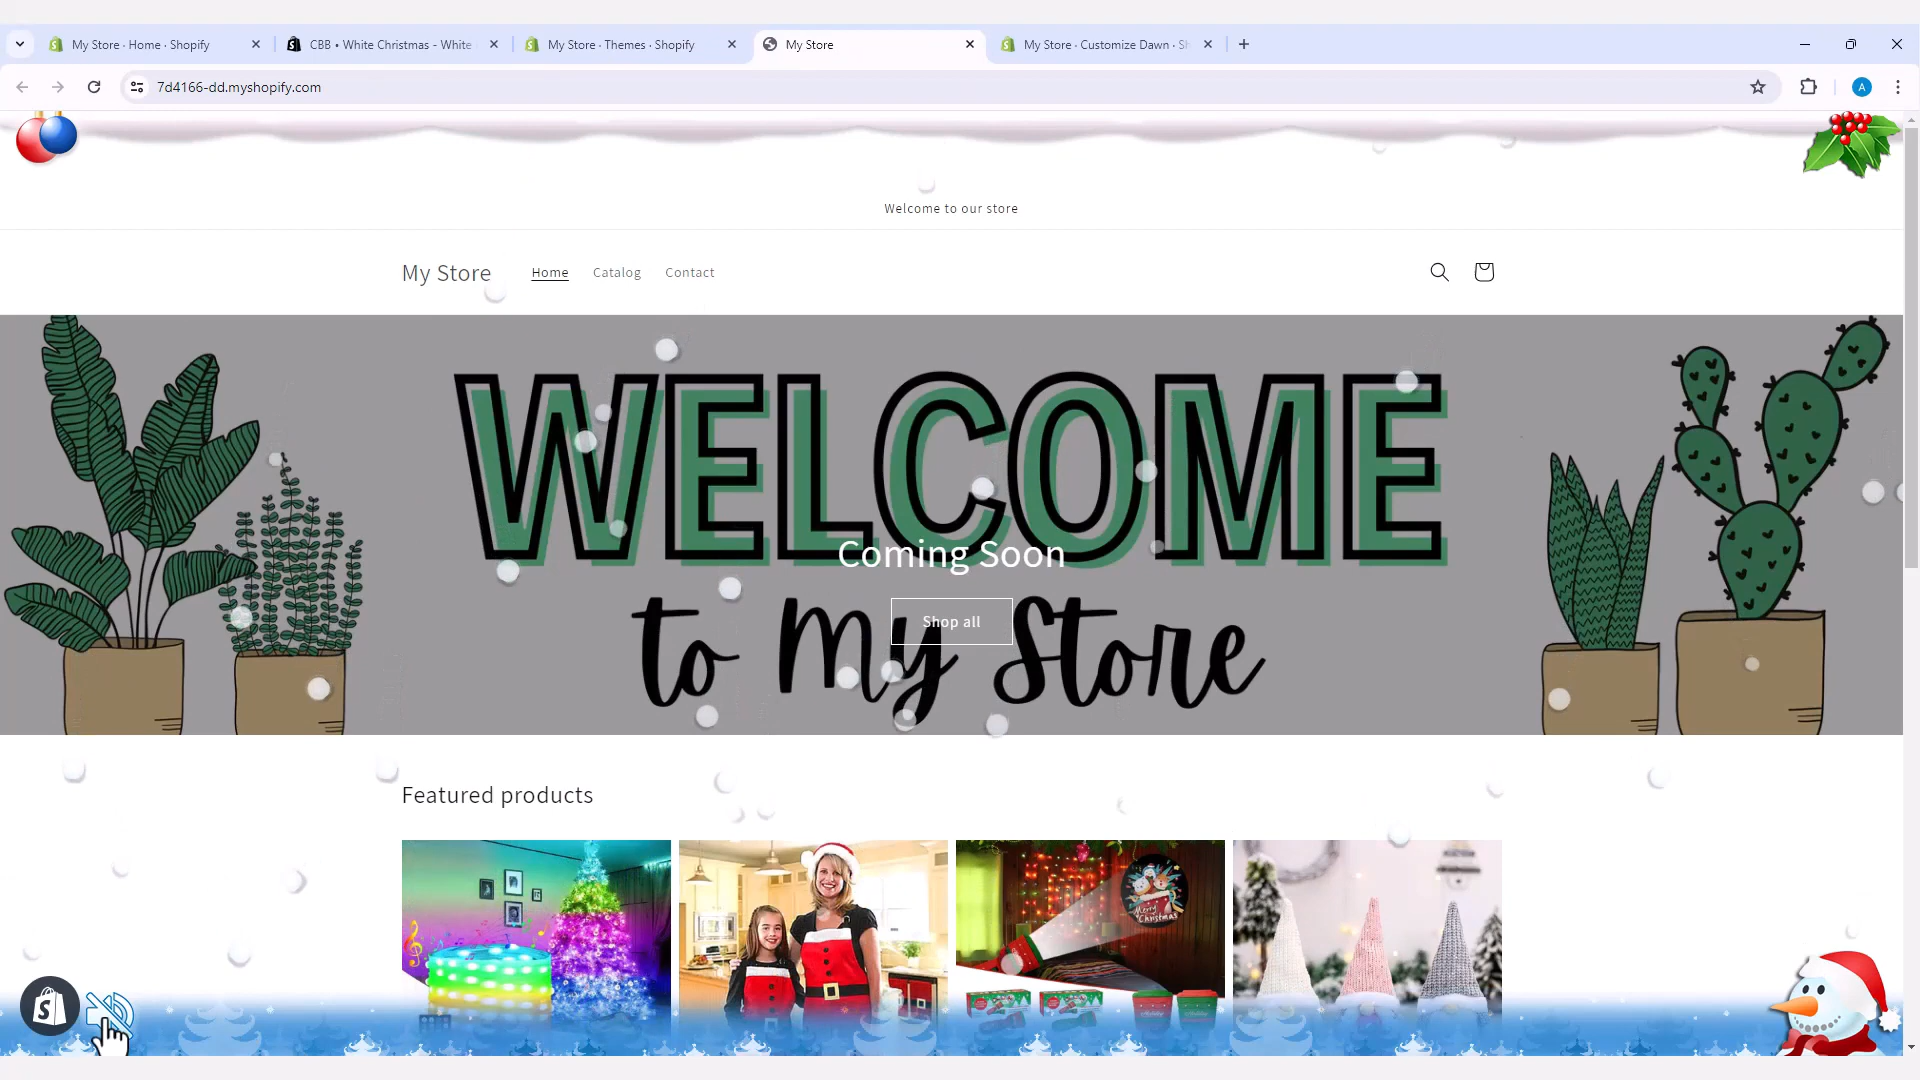 My Store · Home · Shopify
CBB • White Christmas - White
My Store · Themes · Shopify
My Store
My Store · Customize Dawn · Sh
7d4166-dd.myshopify.com
A
Welcome to our store
My Store
Home
Catalog
Contact
WELCOME
Coming Soon
to My Store
Shop all
Featured products
Merry
Christmas